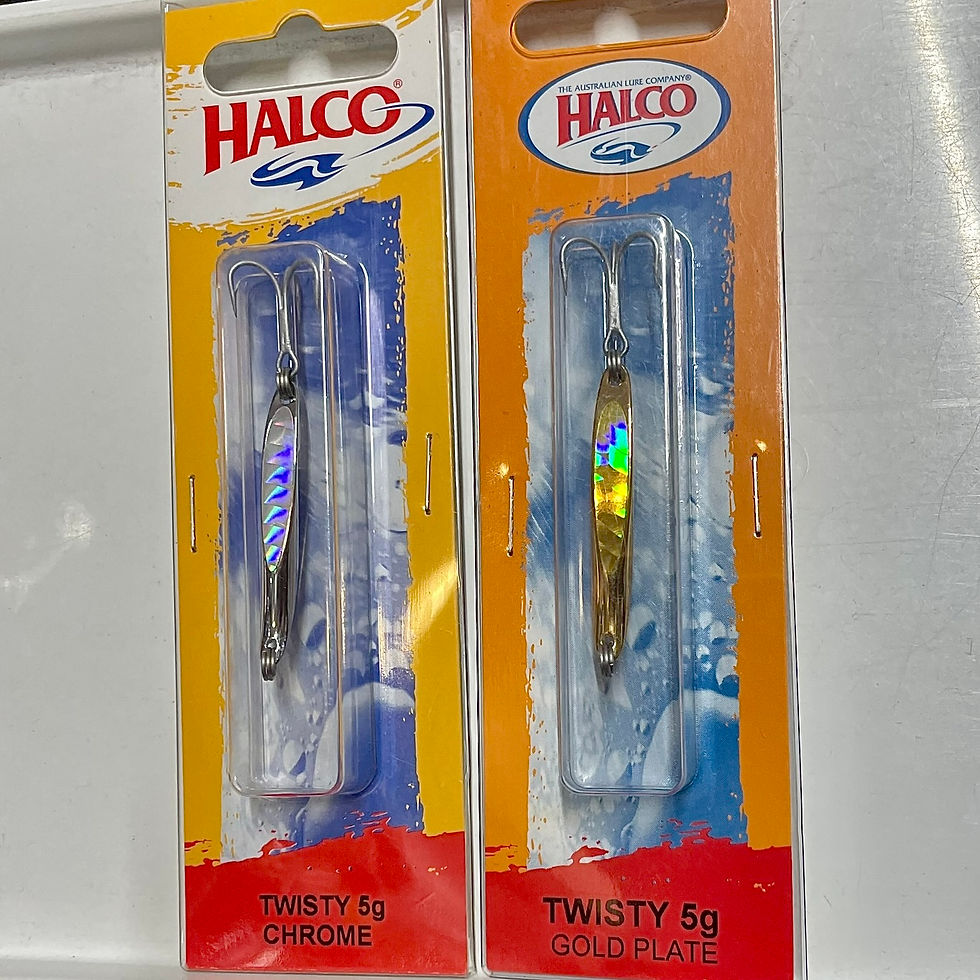 HALCO®
TWISTY 5g
CHROME
THE AUSTRALIAN LURE COMPANY®
HALCO
TWISTY 5g
GOLD PLATE